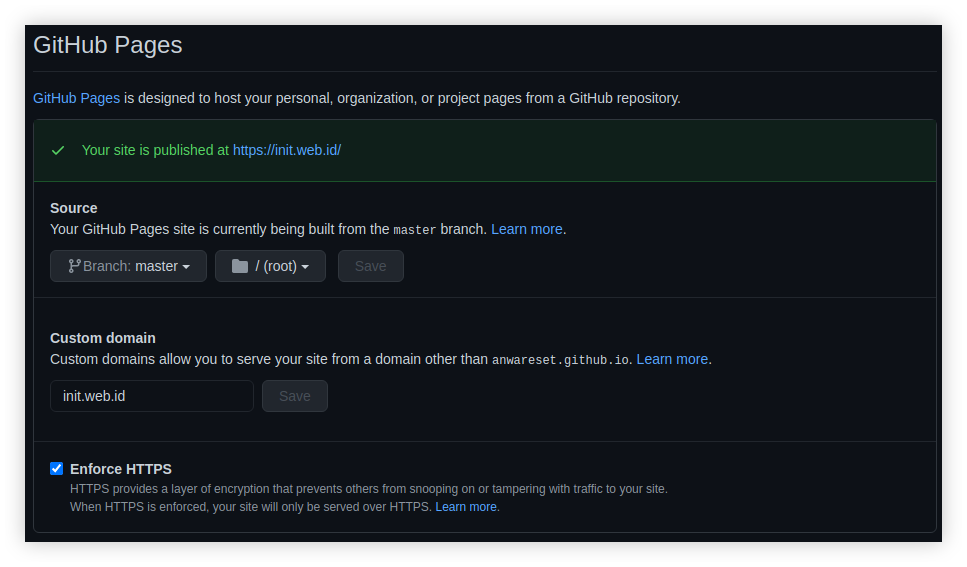 GitHub Pages
GitHub Pages is designed to host your personal, organization, or project pages from a GitHub repository.
Your site is published at https://init.web.id/
Source
Your GitHub Pages site is currently being built from the master branch. Learn more.
Branch: master / (root) Save
Custom domain
Custom domains allow you to serve your site from a domain other than anwareset.github.io. Learn more.
init.web.id Save
Enforce HTTPS
HTTPS provides a layer of encryption that prevents others from snooping on or tampering with traffic to your site.
When HTTPS is enforced, your site will only be served over HTTPS. Learn more.